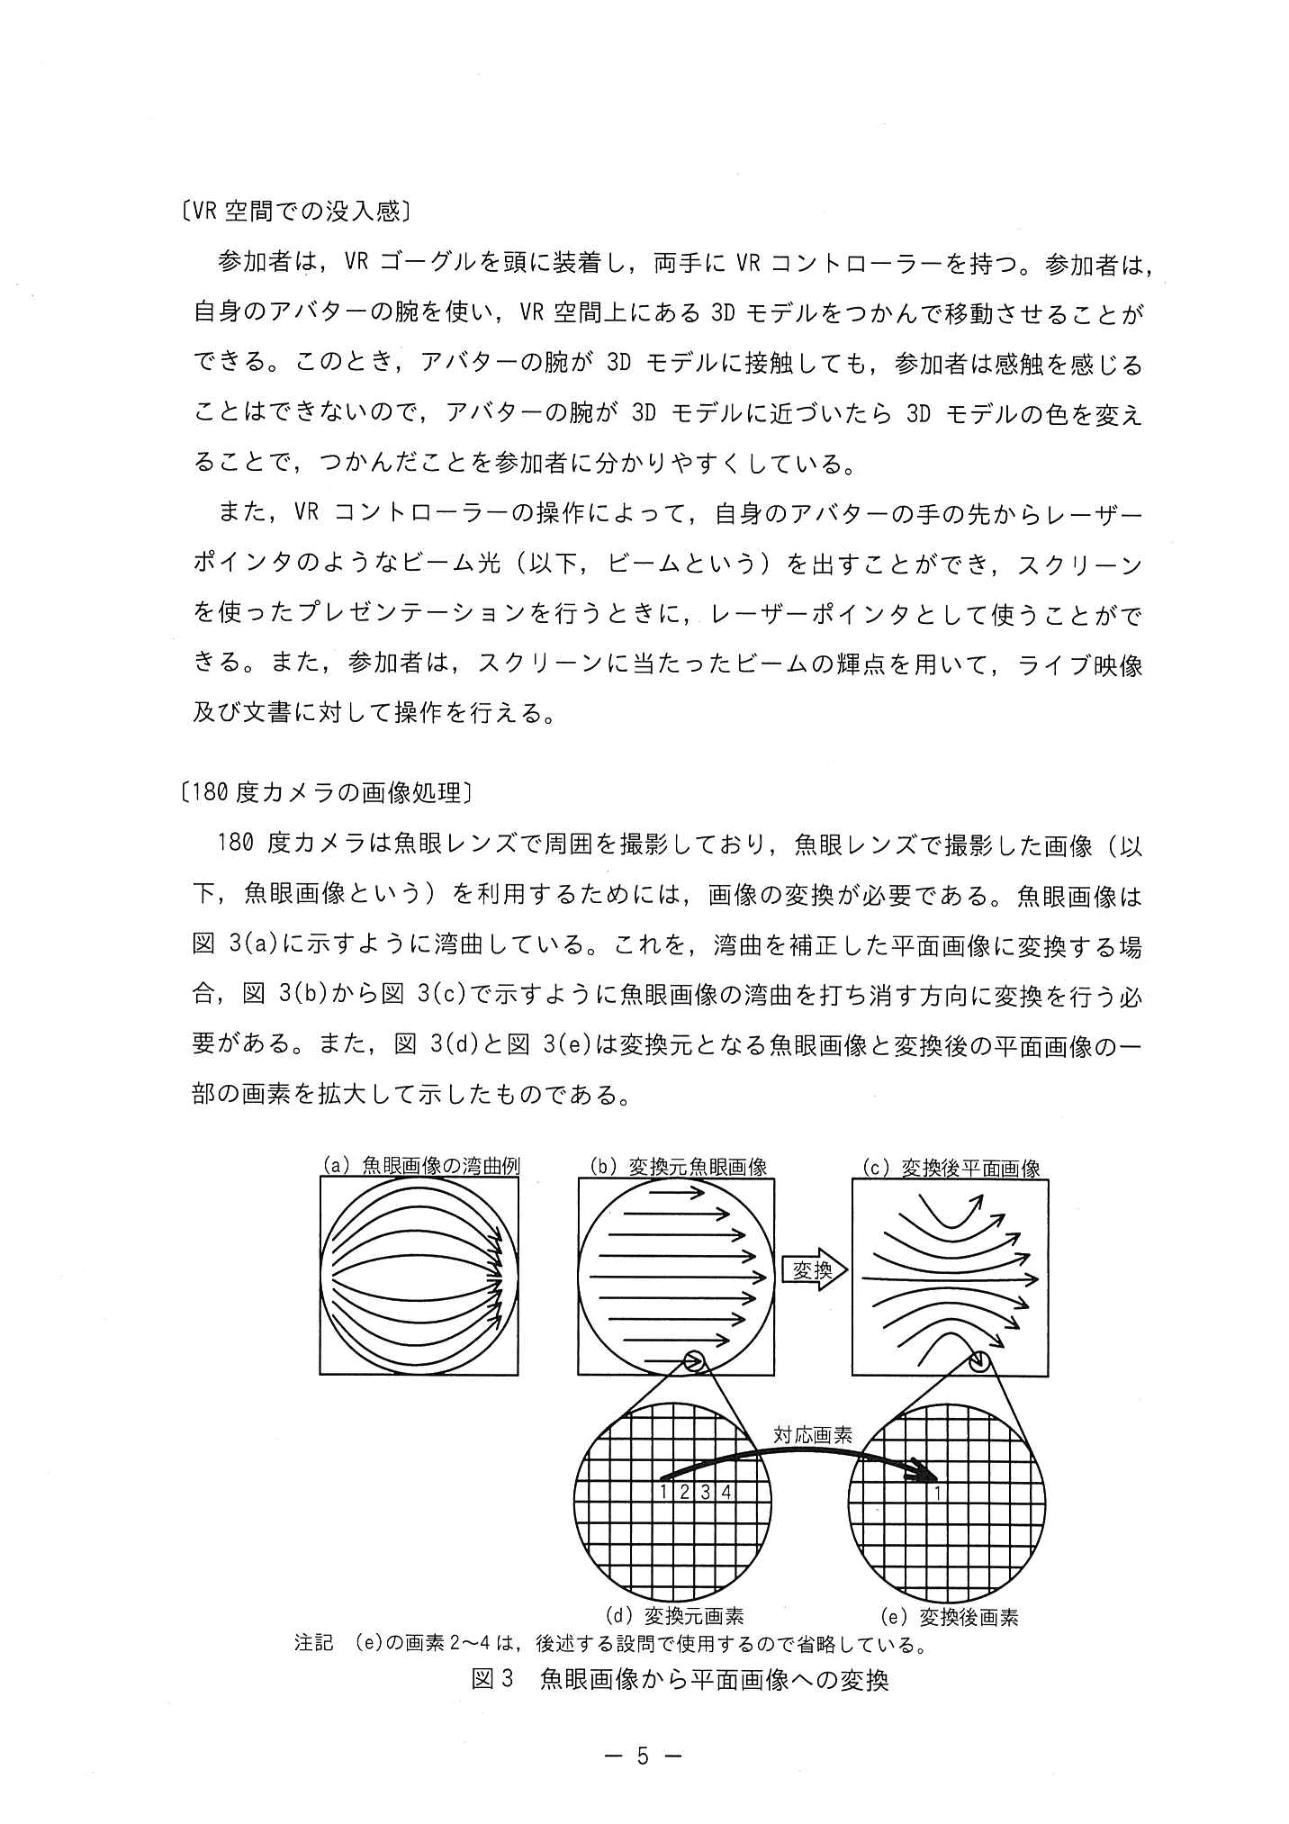 〔VR 空間での没入感〕
参加者は，VR ゴーグルを頭に装着し，両手に VR コントローラーを持つ。参加者は，
自身のアバターの腕を使い，VR 空間上にある 3D モデルをつかんで移動させることが
できる。このとき，アバターの腕が 3D モデルに接触しても，参加者は感触を感じる
ことはできないので，アバターの腕が 3D モデルに近づいたら 3D モデルの色を変え
ることで，つかんだことを参加者に分かりやすくしている。
また，VR コントローラーの操作によって，自身のアバターの手の先からレーザー
ポインタのようなビーム光（以下，ビームという）を出すことができ，スクリーン
を使ったプレゼンテーションを行うときに，レーザーポインタとして使うことがで
きる。また，参加者は，スクリーンに当たったビームの輝点を用いて，ライブ映像
及び文書に対して操作を行える。
〔180 度カメラの画像処理〕
180 度カメラは魚眼レンズで周囲を撮影しており，魚眼レンズで撮影した画像（以
下，魚眼画像という）を利用するためには，画像の変換が必要である。魚眼画像は
図 3(a)に示すように湾曲している。これを，湾曲を補正した平面画像に変換する場
合，図 3(b)から図 3(c)で示すように魚眼画像の湾曲を打ち消す方向に変換を行う必
要がある。また，図 3(d)と図 3(e)は変換元となる魚眼画像と変換後の平面画像の一
部の画素を拡大して示したものである。
(a) 魚眼画像の湾曲例 (b) 変換元魚眼画像 (c) 変換後平面画像
変換
対応画素
1 2 3 4 1
(d) 変換元画素 (e) 変換後画素
注記 (e)の画素 2～4 は，後述する設問で使用するので省略している。
図 3 魚眼画像から平面画像への変換
－ 5 －